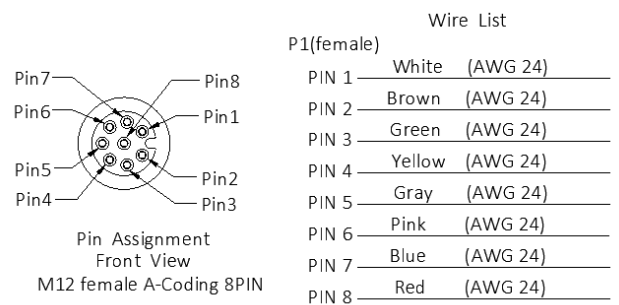 Wire List
P1(female)
PIN 1 White (AWG 24)
PIN 2 Brown (AWG 24)
PIN 3 Green (AWG 24)
PIN 4 Yellow (AWG 24)
PIN 5 Gray (AWG 24)
PIN 6 Pink (AWG 24)
PIN 7 Blue (AWG 24)
PIN 8 Red (AWG 24)
Pin7
Pin8
Pin6
Pin1
Pin5
Pin2
Pin4
Pin3
Pin Assignment
Front View
M12 female A-Coding 8PIN